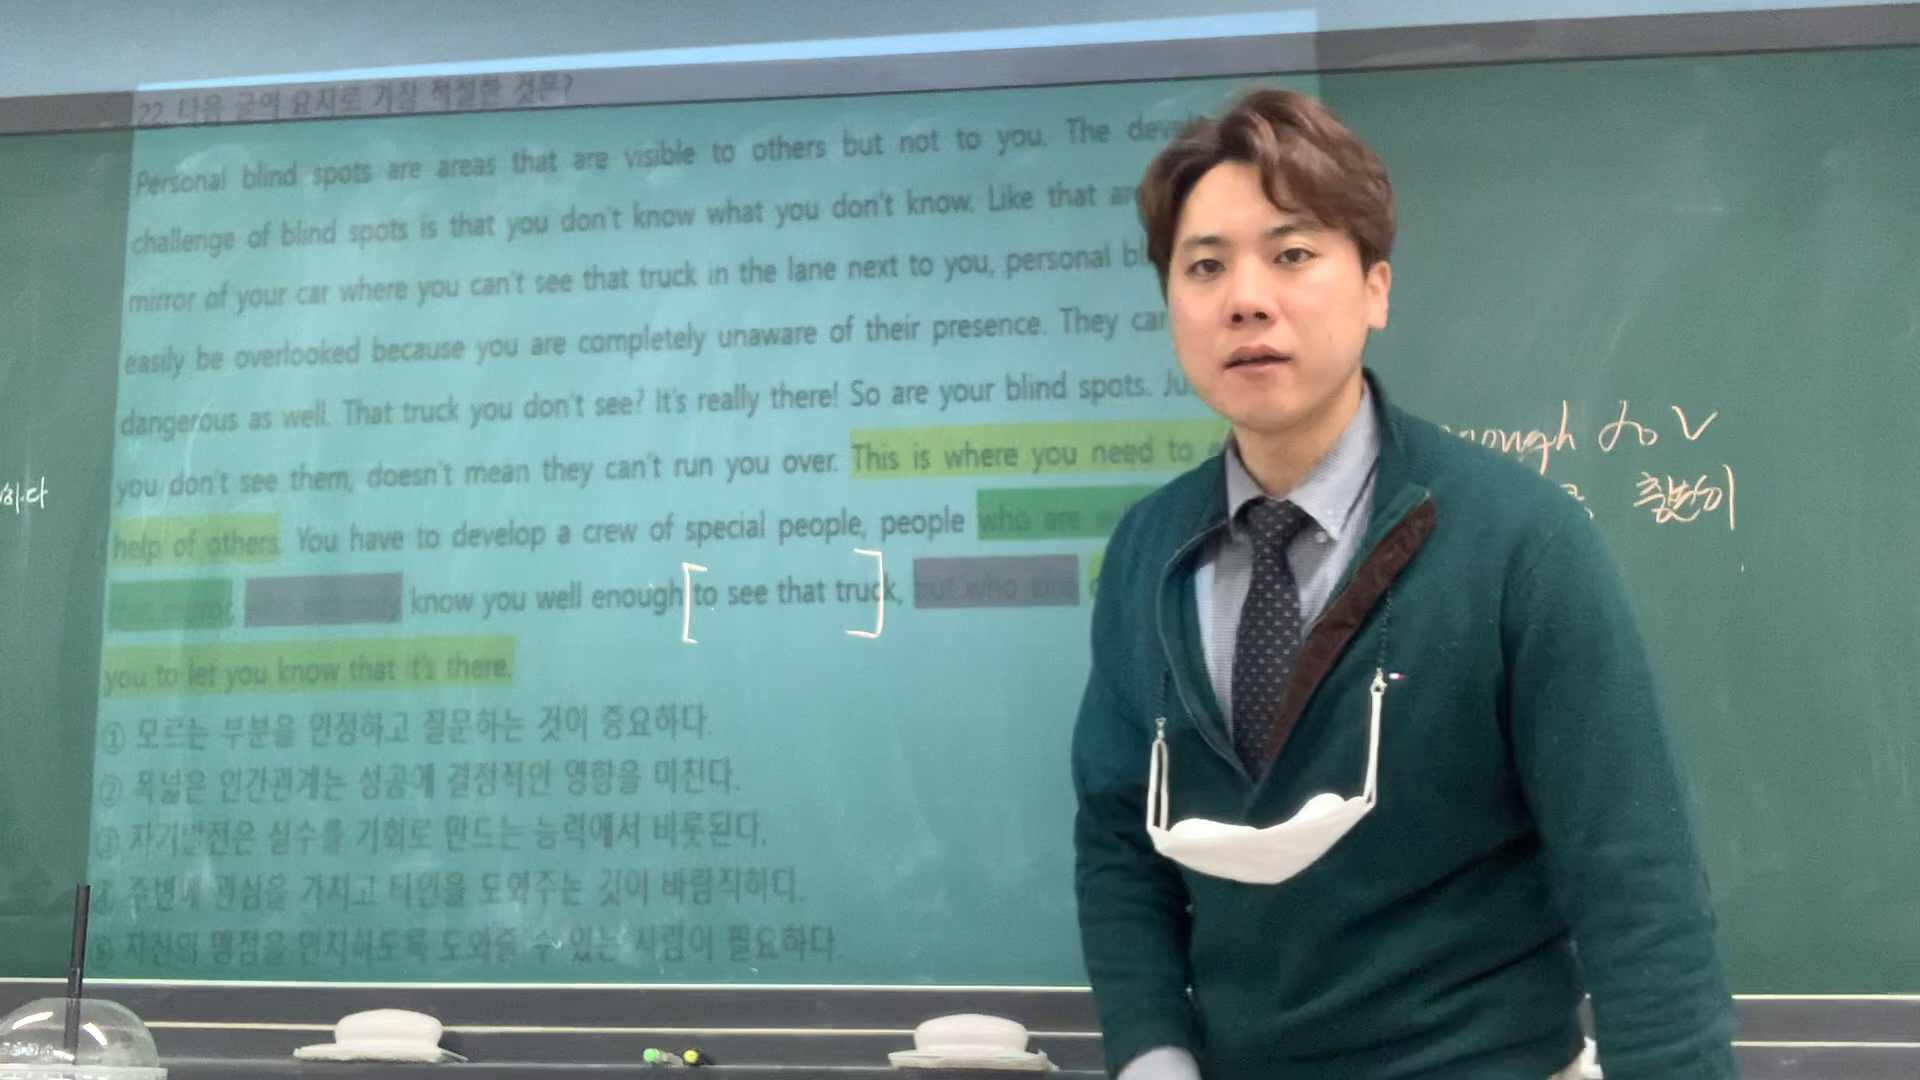 22. 다음 글의 요지로 가장 적절한 것은?
Personal blind spots are areas that are visible to others but not to you. The
challenge of blind spots is that you don't know what you don't know. Like that
mirror of your car where you can't see that truck in the lane next to you, personal
easily be overlooked because you are completely unaware of their presence. They can
dangerous as well. That truck you don't see? It's really there! So are your blind spots.
you don't see them, doesn't mean they can't run you over. This is where you need to
help of others. You have to develop a crew of special people, people who are
that mirror, who not only know you well enough [to see that truck], but who also
you to let you know that it's there.
① 모르는 부분을 인정하고 질문하는 것이 중요하다.
② 폭넓은 인간관계는 성공에 결정적인 영향을 미친다.
③ 자기발전은 실수를 기회로 만드는 능력에서 비롯된다.
④ 주변에 관심을 가지고 타인을 도와주는 것이 바람직하다.
⑤ 자신의 맹점을 인지하도록 도와줄 수 있는 사람이 필요하다.
enough to V
충분히
하다